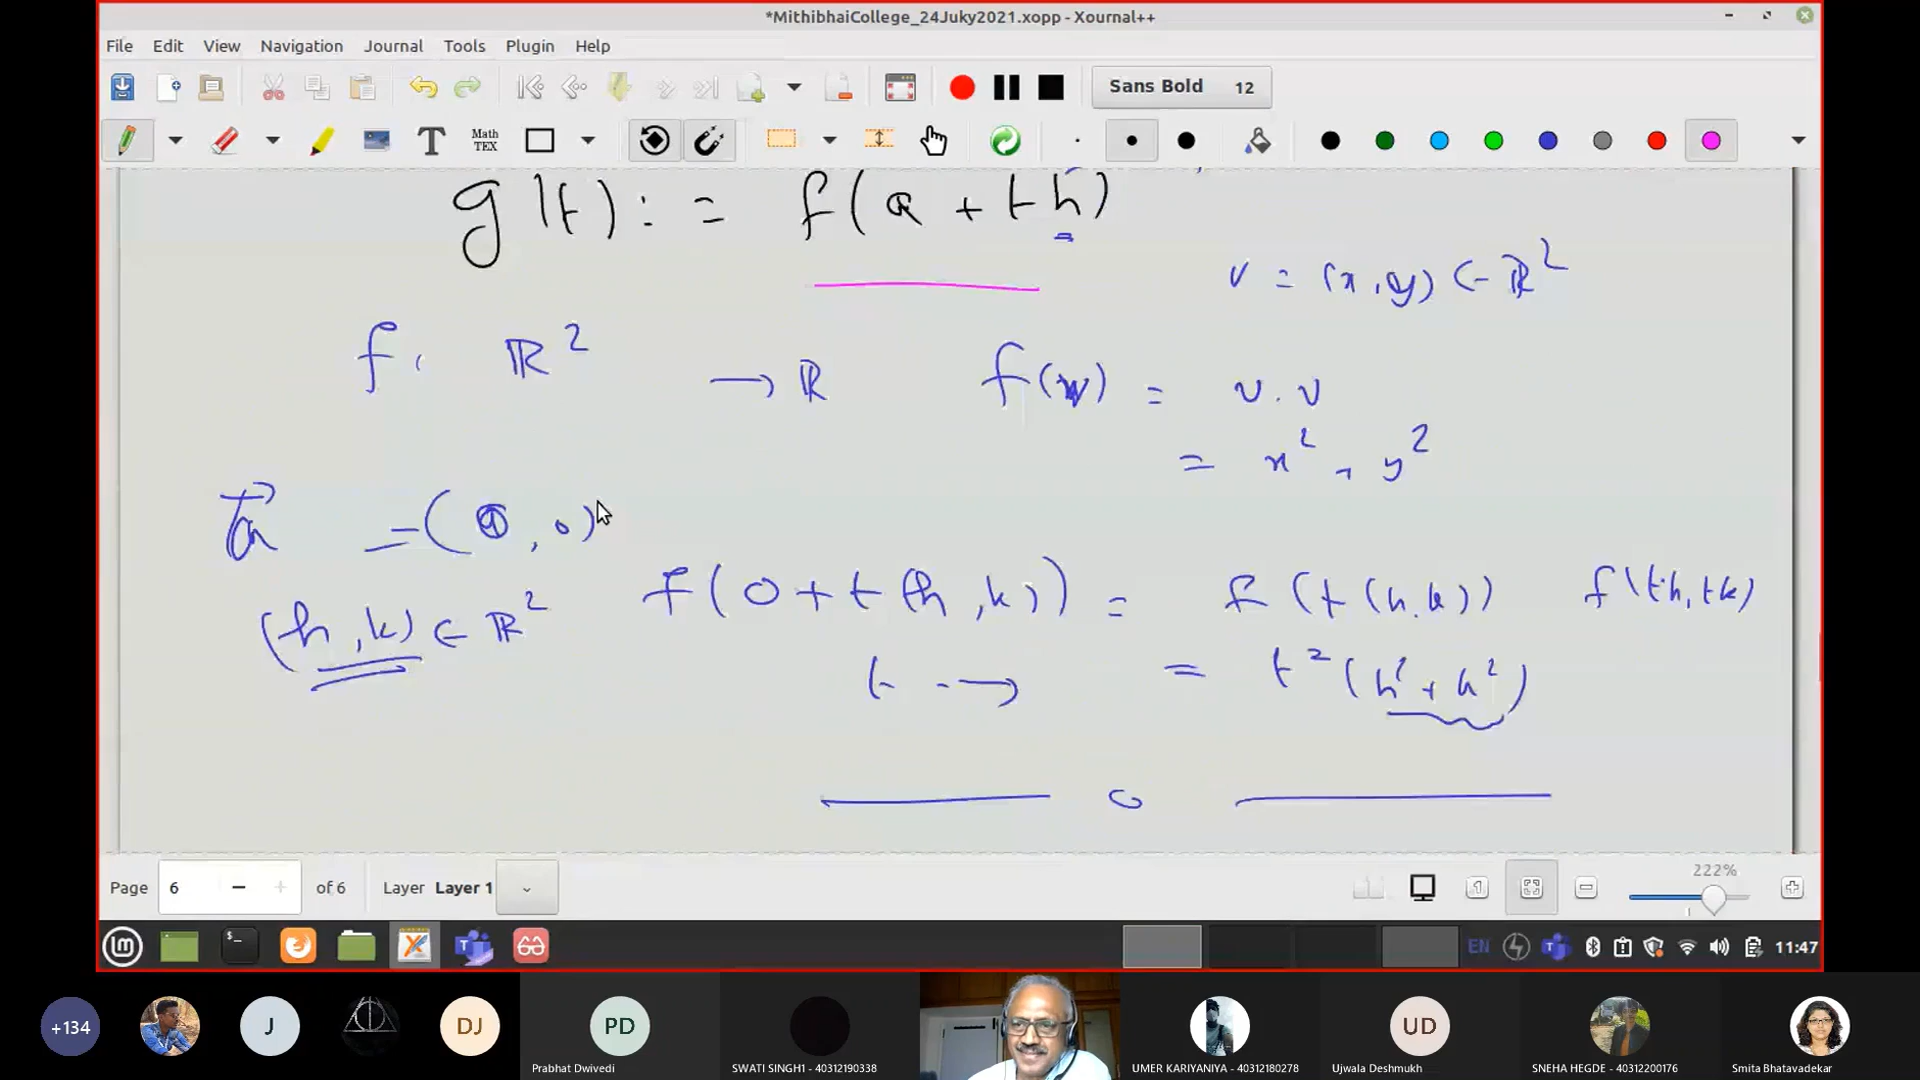 *MithibhaiCollege_24Juky2021.xopp - Xournal++
File Edit View Navigation Journal Tools Plugin Help
Sans Bold 12
T Math TEX
g(t) := f(a + th)
v = (x, y) ∈ ℝ²
f: ℝ² → ℝ f(v) = v . v
= x² + y²
a⃗ = (0, 0)
(h, k) ∈ ℝ² f(0 + t(h, k)) = f(t(h.k)) f(t·h, tk)
t → = t²(h² + k²)
Page 6 of 6 Layer Layer 1 222%
EN 11:47
+134 J DJ PD UD
Prabhat Dwivedi SWATI SINGH1 - 40312190338 UMER KARIYANIYA - 40312180278 Ujwala Deshmukh SNEHA HEGDE - 40312200176 Smita Bhatavadekar